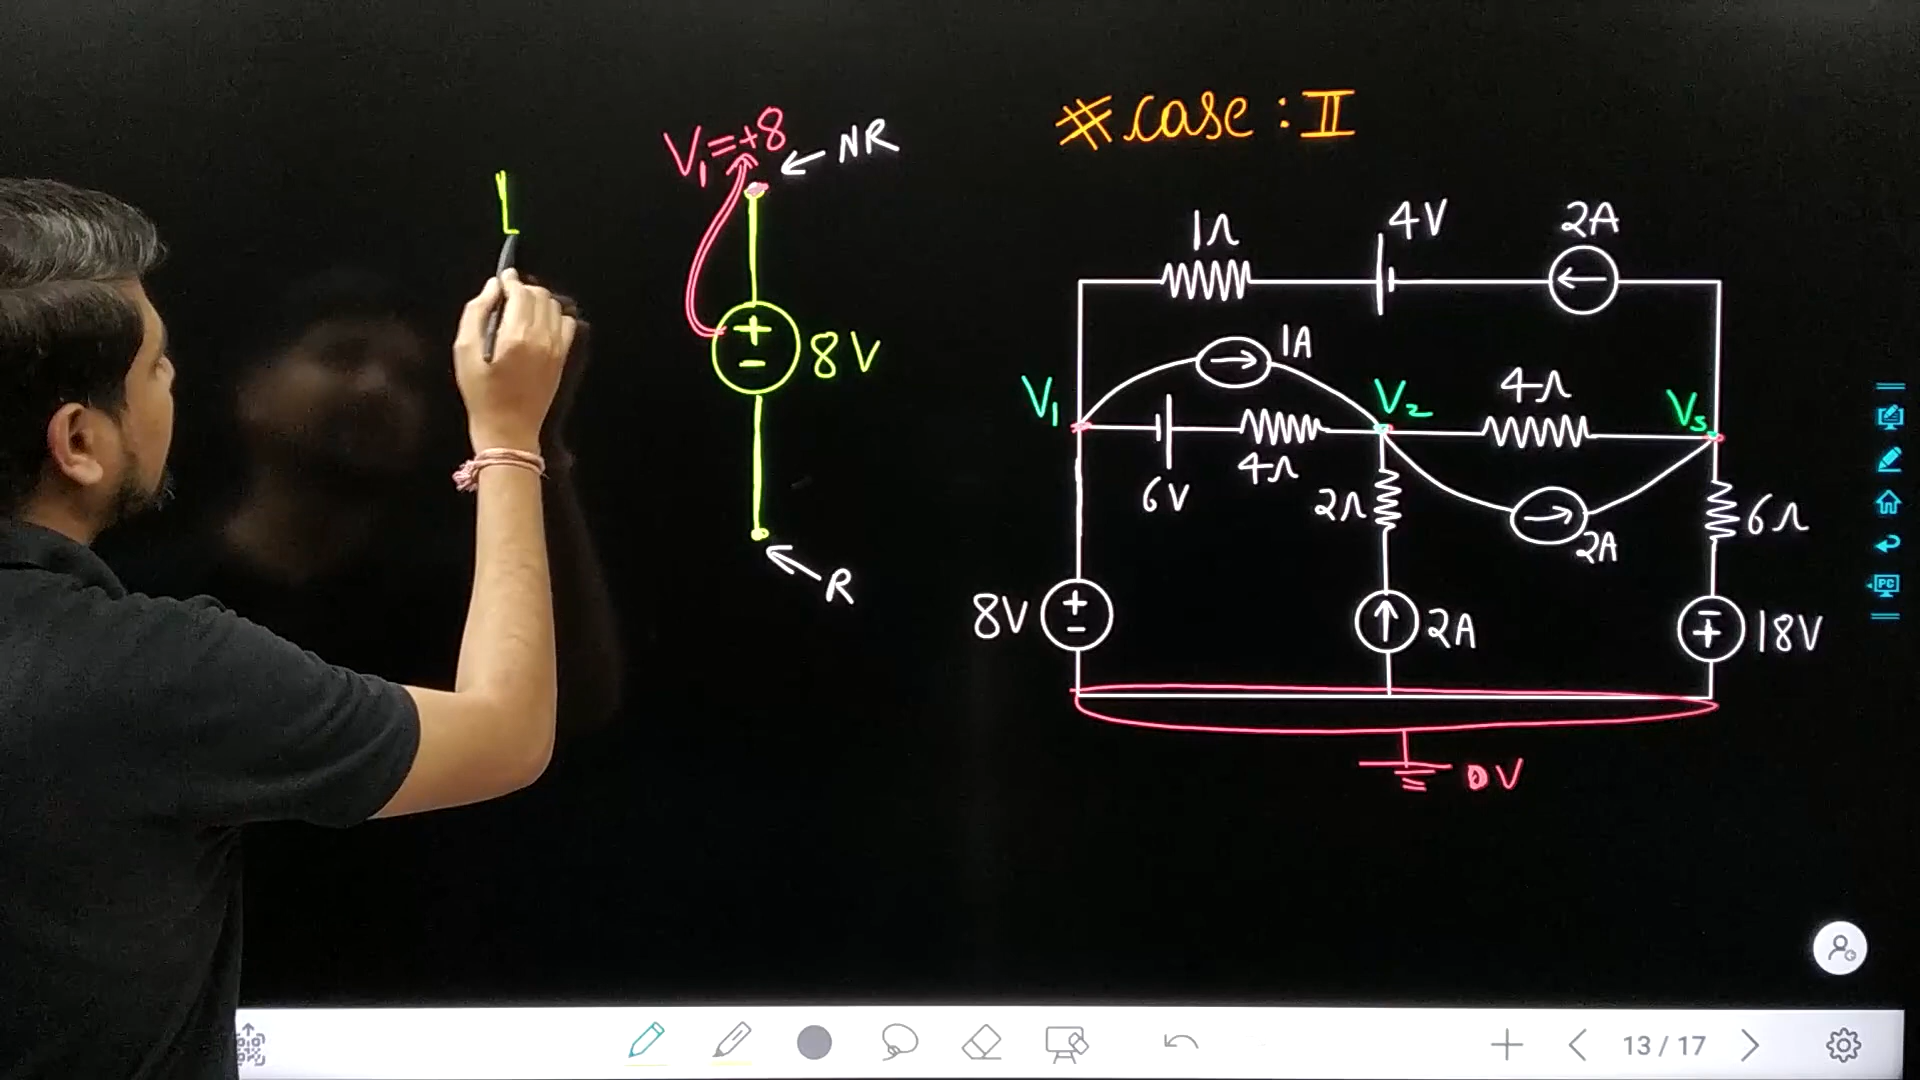 V₁=+8
NR
8V
R
#case:II
1Ω
4V
2A
1A
V₁
V₂
4Ω
V₃
6V
4Ω
2Ω
2A
6Ω
8V
2A
18V
0V
PC
13/17